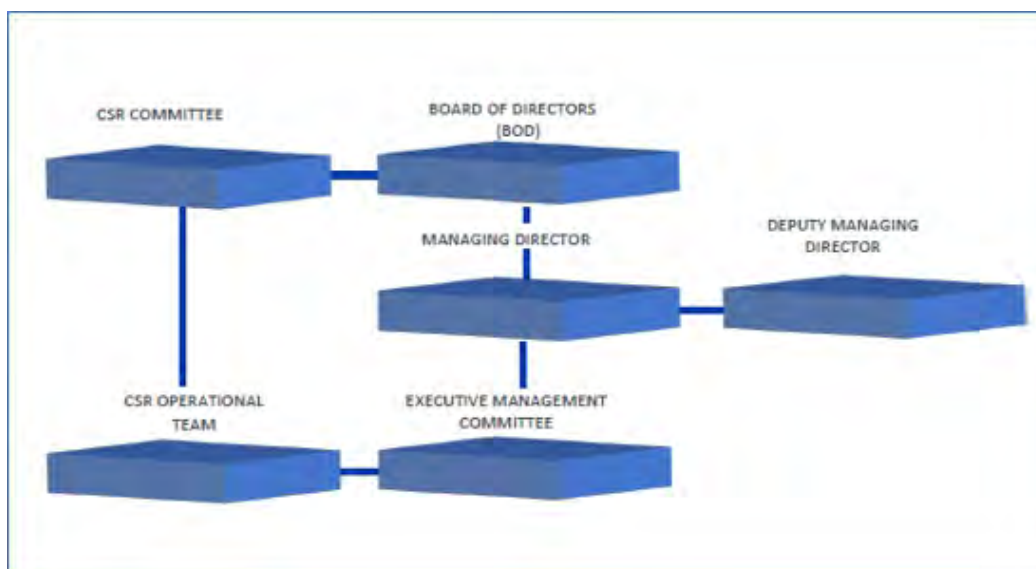 CSR COMMITTEE
BOARD OF DIRECTORS
(BOD)
MANAGING DIRECTOR
DEPUTY MANAGING
DIRECTOR
CSR OPERATIONAL
TEAM
EXECUTIVE MANAGEMENT
COMMITTEE